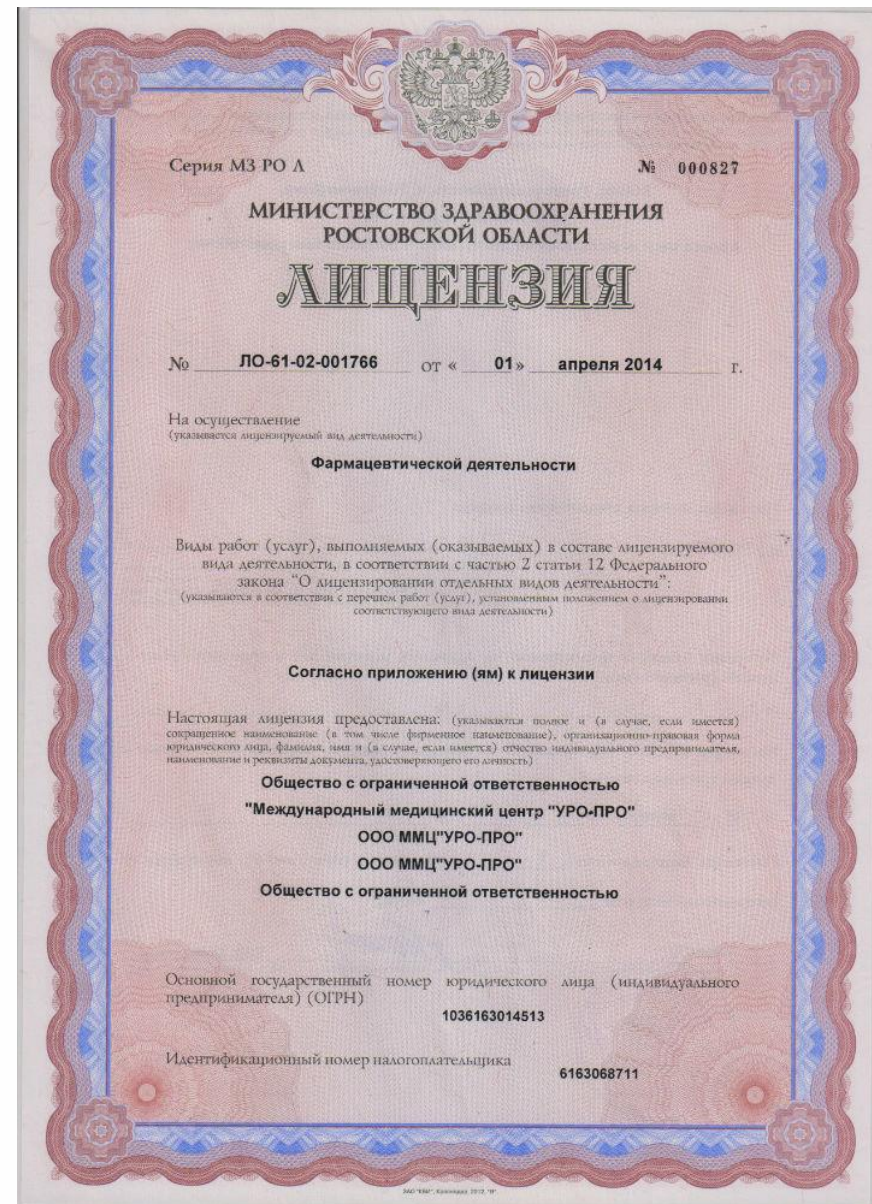 Серия МЗ РО Л № 000827
МИНИСТЕРСТВО ЗДРАВООХРАНЕНИЯ
РОСТОВСКОЙ ОБЛАСТИ
ЛИЦЕНЗИЯ
№ ЛО-61-02-001766 от « 01 » апреля 2014 г.
На осуществление
(указывается лицензируемый вид деятельности)
Фармацевтической деятельности
Виды работ (услуг), выполняемых (оказываемых) в составе лицензируемого
вида деятельности, в соответствии с частью 2 статьи 12 Федерального
закона "О лицензировании отдельных видов деятельности":
(указываются в соответствии с перечнем работ (услуг), установленным положением о лицензировании
соответствующего вида деятельности)
Согласно приложению (ям) к лицензии
Настоящая лицензия предоставлена: (указываются полное и (в случае, если имеется)
сокращенное наименование (в том числе фирменное наименование), организационно-правовая форма
юридического лица, фамилия, имя и (в случае, если имеется) отчество индивидуального предпринимателя,
наименование и реквизиты документа, удостоверяющего его личность)
Общество с ограниченной ответственностью
"Международный медицинский центр "УРО-ПРО"
ООО ММЦ"УРО-ПРО"
ООО ММЦ"УРО-ПРО"
Общество с ограниченной ответственностью
Основной государственный номер юридического лица (индивидуального
предпринимателя) (ОГРН)
1036163014513
Идентификационный номер налогоплательщика
6163068711